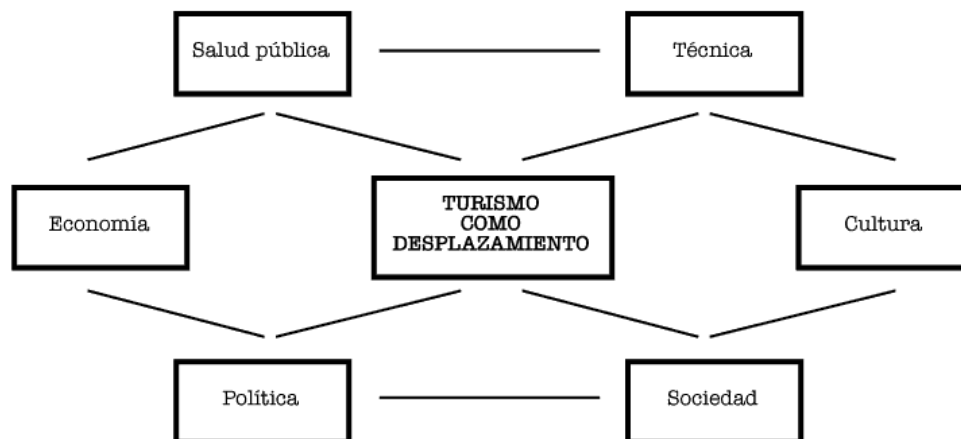 Salud pública
Técnica
Economía
TURISMO
COMO
DESPLAZAMIENTO
Cultura
Política
Sociedad